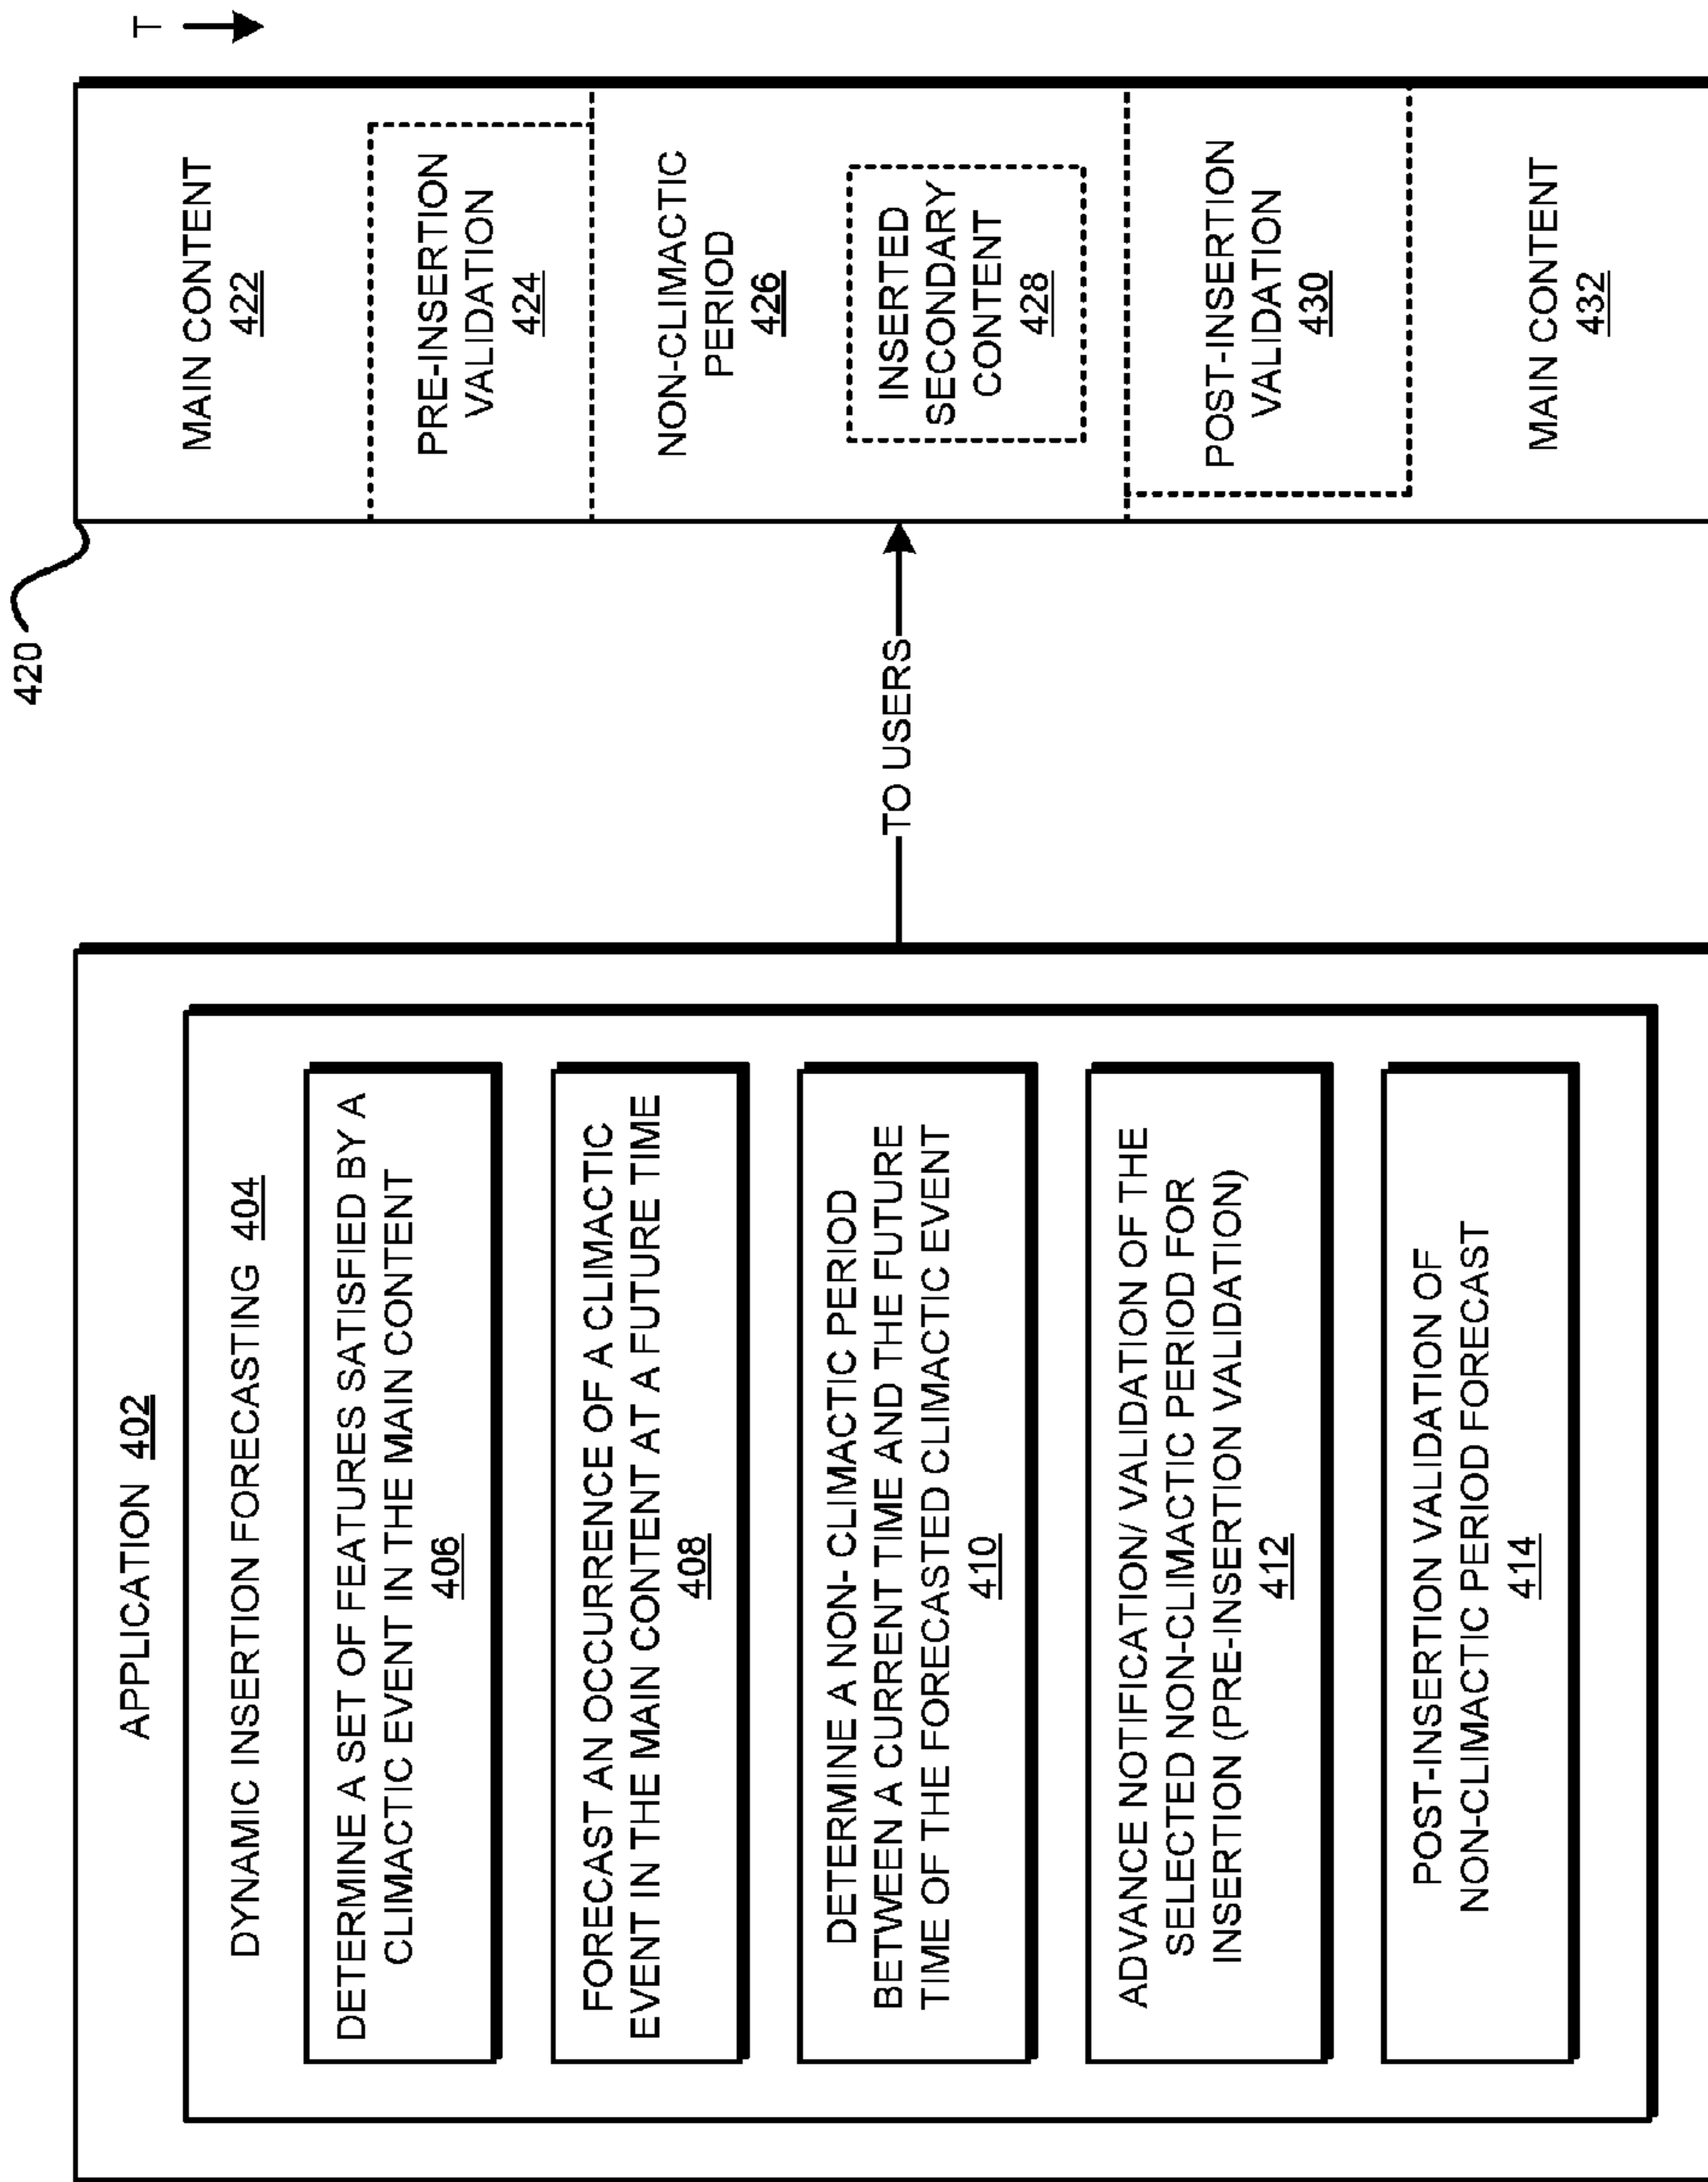 APPLICATION 402
DYNAMIC INSERTION FORECASTING 404
DETERMINE A SET OF FEATURES SATISFIED BY A
CLIMACTIC EVENT IN THE MAIN CONTENT
406
FORECAST AN OCCURRENCE OF A CLIMACTIC
EVENT IN THE MAIN CONTENT AT A FUTURE TIME
408
DETERMINE A NON- CLIMACTIC PERIOD
BETWEEN A CURRENT TIME AND THE FUTURE
TIME OF THE FORECASTED CLIMACTIC EVENT
410
ADVANCE NOTIFICATION/ VALIDATION OF THE
SELECTED NON-CLIMACTIC PERIOD FOR
INSERTION (PRE-INSERTION VALIDATION)
412
POST-INSERTION VALIDATION OF
NON-CLIMACTIC PERIOD FORECAST
414
TO USERS
420
MAIN CONTENT
422
PRE-INSERTION
VALIDATION
424
NON-CLIMACTIC
PERIOD
426
INSERTED
SECONDARY
CONTENT
428
POST-INSERTION
VALIDATION
430
MAIN CONTENT
432
T